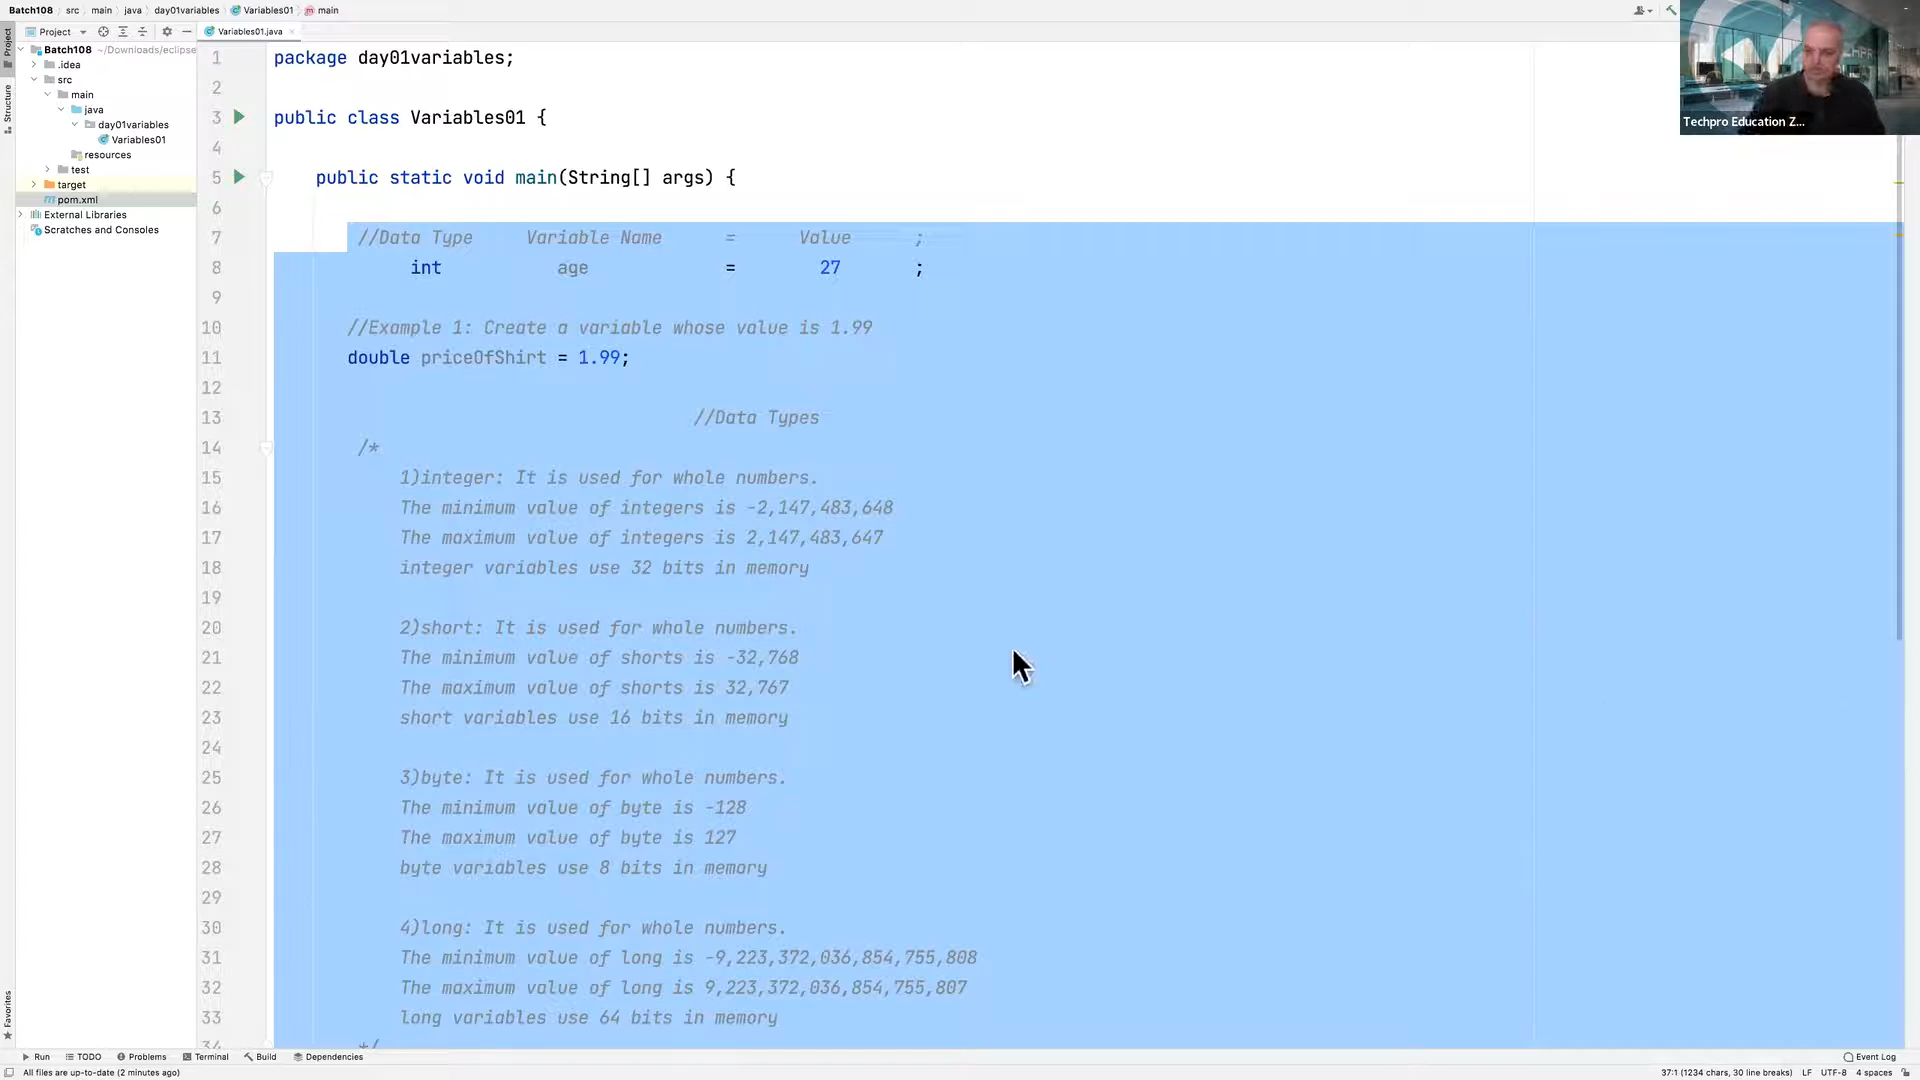 Batch108 src main java day01variables Variables01 main
Project
Variables01.java
Project
Structure
Favorites
Batch108 ~/Downloads/eclipse
.idea
src
main
java
day01variables
Variables01
resources
test
target
pom.xml
External Libraries
Scratches and Consoles
1 package day01variables;
2
3 public class Variables01 {
4
5 public static void main(String[] args) {
6
7 //Data Type Variable Name = Value ;
8 int age = 27 ;
9
10 //Example 1: Create a variable whose value is 1.99
11 double priceOfShirt = 1.99;
12
13 //Data Types
14 /*
15 1)integer: It is used for whole numbers.
16 The minimum value of integers is -2,147,483,648
17 The maximum value of integers is 2,147,483,647
18 integer variables use 32 bits in memory
19
20 2)short: It is used for whole numbers.
21 The minimum value of shorts is -32,768
22 The maximum value of shorts is 32,767
23 short variables use 16 bits in memory
24
25 3)byte: It is used for whole numbers.
26 The minimum value of byte is -128
27 The maximum value of byte is 127
28 byte variables use 8 bits in memory
29
30 4)long: It is used for whole numbers.
31 The minimum value of long is -9,223,372,036,854,755,808
32 The maximum value of long is 9,223,372,036,854,755,807
33 long variables use 64 bits in memory
34 */
Techpro Education Z...
Run TODO Problems Terminal Build Dependencies
Event Log
All files are up-to-date (2 minutes ago)
37:1 (1234 chars, 30 line breaks) LF UTF-8 4 spaces